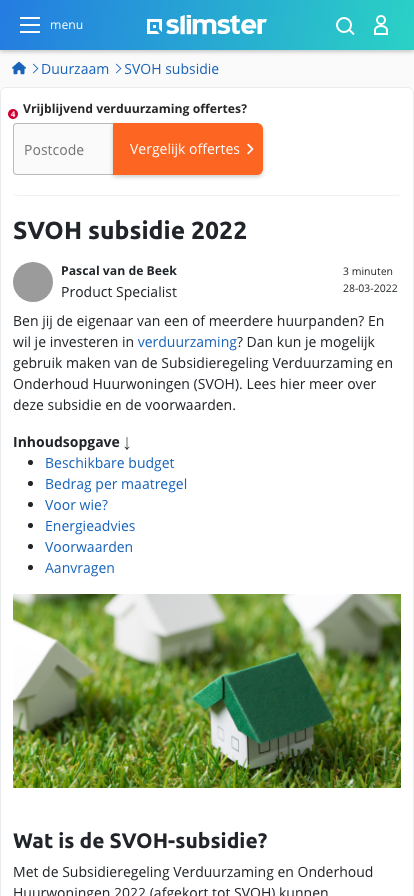 menu
slimster
Duurzaam
SVOH subsidie
4
Vrijblijvend verduurzaming offertes?
Postcode
Vergelijk offertes
SVOH subsidie 2022
Pascal van de Beek
Product Specialist
3 minuten
28-03-2022
Ben jij de eigenaar van een of meerdere huurpanden? En
wil je investeren in verduurzaming? Dan kun je mogelijk
gebruik maken van de Subsidieregeling Verduurzaming en
Onderhoud Huurwoningen (SVOH). Lees hier meer over
deze subsidie en de voorwaarden.
Inhoudsopgave ↓
Beschikbare budget
Bedrag per maatregel
Voor wie?
Energieadvies
Voorwaarden
Aanvragen
Wat is de SVOH-subsidie?
Met de Subsidieregeling Verduurzaming en Onderhoud
Huurwoningen 2022 (afgekort tot SVOH) kunnen